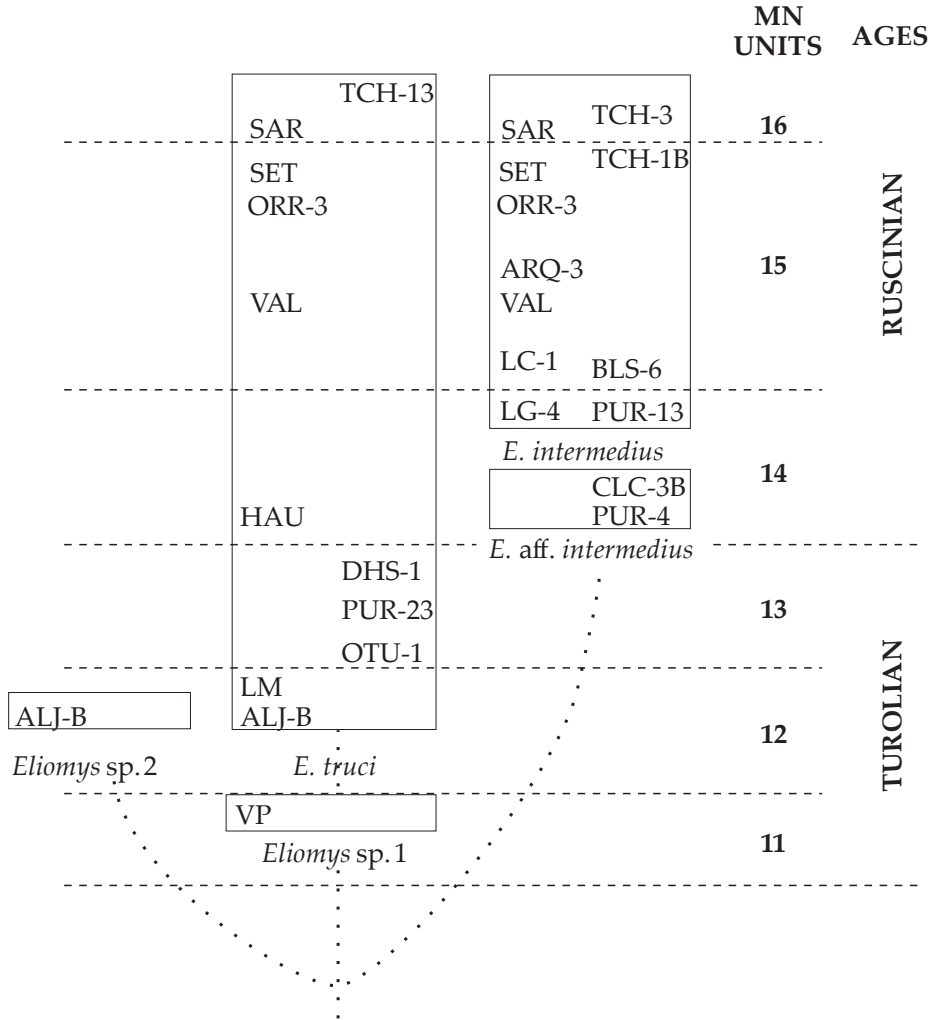 MN
UNITS AGES
TCH-13
SAR SAR TCH-3 16
SET SET TCH-1B
ORR-3 ORR-3
RUSCINIAN
ARQ-3 15
VAL VAL
LC-1 BLS-6
LG-4 PUR-13
E. intermedius
CLC-3B 14
HAU PUR-4
E. aff. intermedius
DHS-1
PUR-23 13
OTU-1
TUROLIAN
LM
ALJ-B ALJ-B 12
Eliomys sp. 2 E. truci
VP
Eliomys sp. 1 11